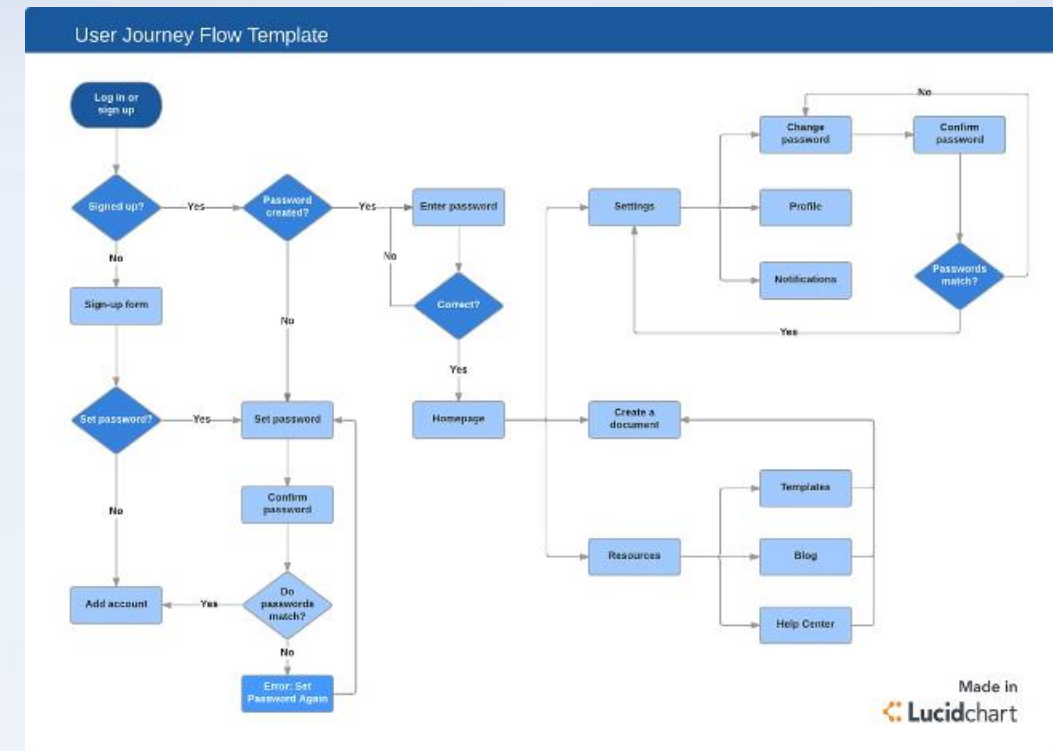 User Journey Flow Template
Log in or
sign up
No
Change
password
Confirm
password
Signed up?
Yes
Password
created?
Yes
Enter password
Settings
Profile
No
No
Sign-up form
Correct?
Notifications
Passwords
match?
No
Yes
Yes
Set password?
Yes
Set password
Homepage
Create a
document
Templates
No
Confirm
password
Resources
Blog
Add account
Yes
Do
passwords
match?
Help Center
No
Error: Set
Password Again
Made in
Lucidchart